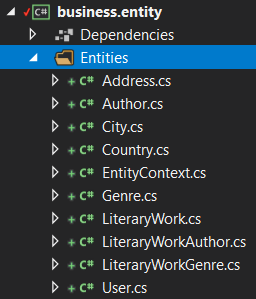 C# business.entity
Dependencies
Entities
+ C# Address.cs
+ C# Author.cs
+ C# City.cs
+ C# Country.cs
+ C# EntityContext.cs
+ C# Genre.cs
+ C# LiteraryWork.cs
+ C# LiteraryWorkAuthor.cs
+ C# LiteraryWorkGenre.cs
+ C# User.cs